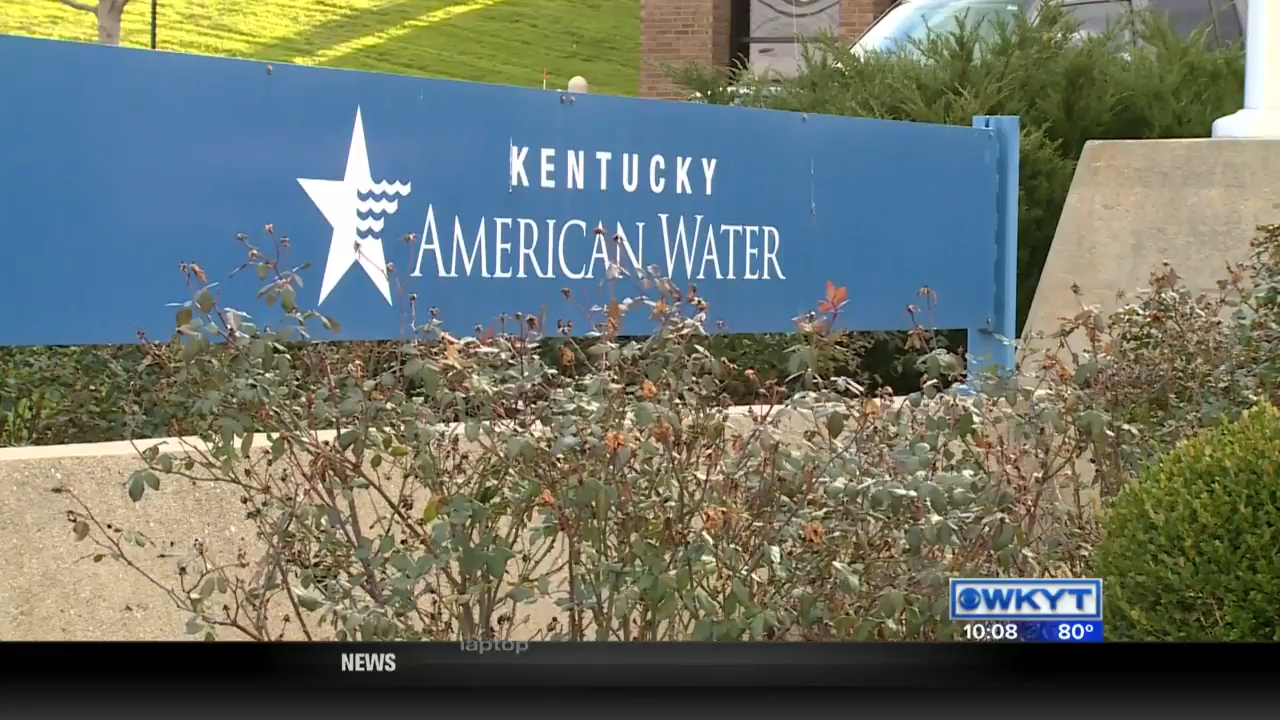 KENTUCKY
AMERICAN WATER
WKYT
10:08 80°
laptop
NEWS